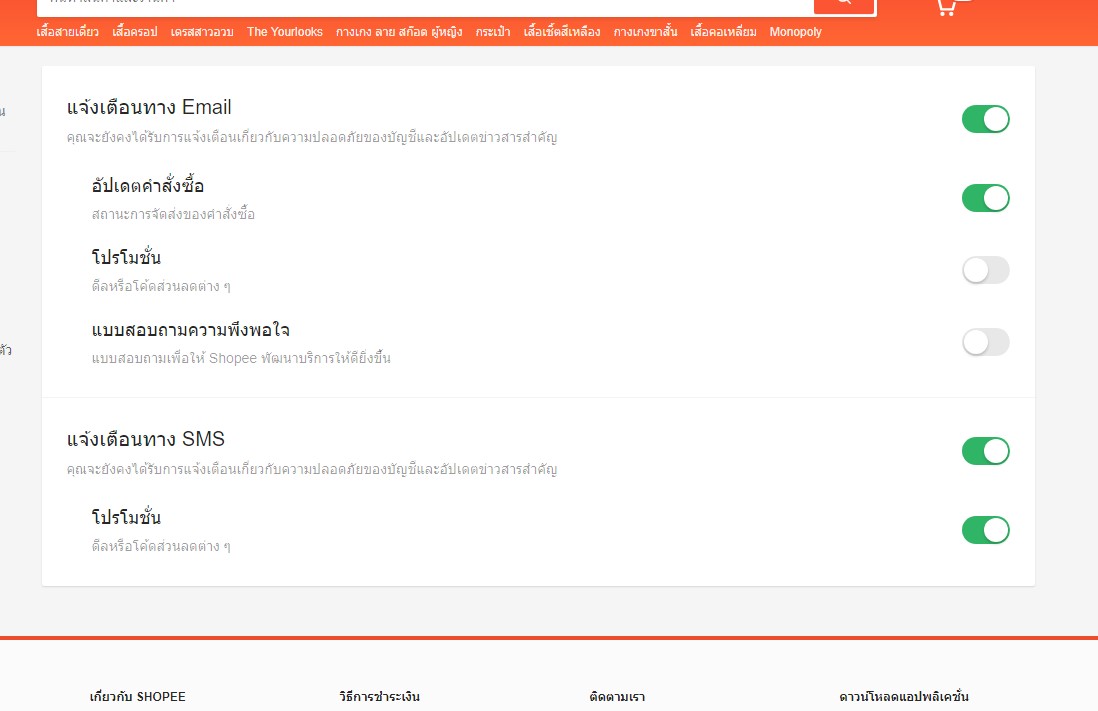 เสื้อสายเดี่ยว เสื้อครอป เดรสสาวอวบ The Yourlooks กางเกง ลาย สก๊อต ผู้หญิง กระเป๋า เสื้อเชิ้ตสีเหลือง กางเกงขาสั้น เสื้อคอเหลี่ยม Monopoly
แจ้งเตือนทาง Email
คุณจะยังคงได้รับการแจ้งเตือนเกี่ยวกับความปลอดภัยของบัญชีและอัปเดตข่าวสารสำคัญ
อัปเดตคำสั่งซื้อ
สถานะการจัดส่งของคำสั่งซื้อ
โปรโมชั่น
ดีลหรือโค้ดส่วนลดต่าง ๆ
แบบสอบถามความพึงพอใจ
แบบสอบถามเพื่อให้ Shopee พัฒนาบริการให้ดียิ่งขึ้น
แจ้งเตือนทาง SMS
คุณจะยังคงได้รับการแจ้งเตือนเกี่ยวกับความปลอดภัยของบัญชีและอัปเดตข่าวสารสำคัญ
โปรโมชั่น
ดีลหรือโค้ดส่วนลดต่าง ๆ
เกี่ยวกับ SHOPEE วิธีการชำระเงิน ติดตามเรา ดาวน์โหลดแอปพลิเคชั่น